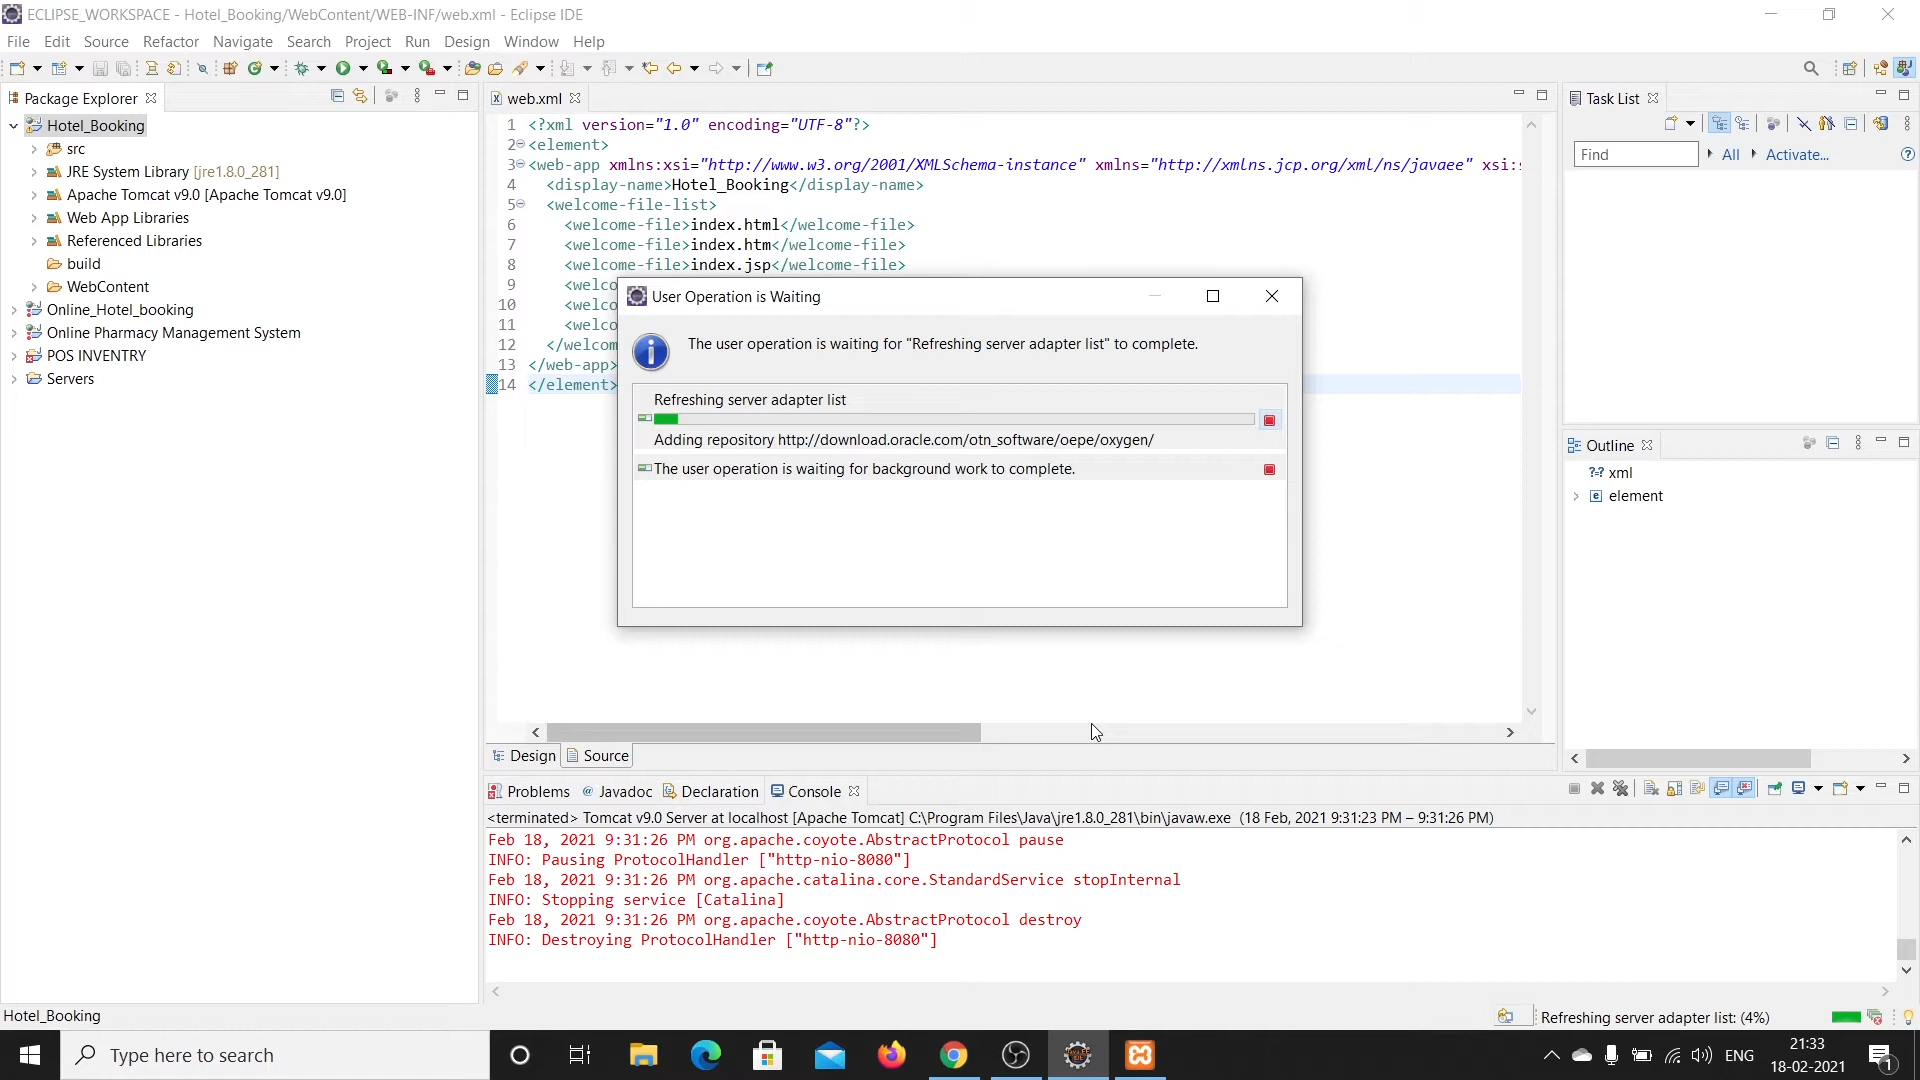 ECLIPSE_WORKSPACE - Hotel_Booking/WebContent/WEB-INF/web.xml - Eclipse IDE
File Edit Source Refactor Navigate Search Project Run Design Window Help
Package Explorer
Hotel_Booking
src
JRE System Library [jre1.8.0_281]
Apache Tomcat v9.0 [Apache Tomcat v9.0]
Web App Libraries
Referenced Libraries
build
WebContent
Online_Hotel_booking
Online Pharmacy Management System
POS INVENTRY
Servers
web.xml
1 <?xml version="1.0" encoding="UTF-8"?>
2 <element>
3 <web-app xmlns:xsi="http://www.w3.org/2001/XMLSchema-instance" xmlns="http://xmlns.jcp.org/xml/ns/javaee" xsi:
4 <display-name>Hotel_Booking</display-name>
5 <welcome-file-list>
6 <welcome-file>index.html</welcome-file>
7 <welcome-file>index.htm</welcome-file>
8 <welcome-file>index.jsp</welcome-file>
9 <welco
10 <welco
11 <welco
12 </welcom
13 </web-app>
14 </element>
User Operation is Waiting
The user operation is waiting for "Refreshing server adapter list" to complete.
Refreshing server adapter list
Adding repository http://download.oracle.com/otn_software/oepe/oxygen/
The user operation is waiting for background work to complete.
Design Source
Task List
Find All Activate...
Outline
xml
element
Problems Javadoc Declaration Console
<terminated> Tomcat v9.0 Server at localhost [Apache Tomcat] C:\Program Files\Java\jre1.8.0_281\bin\javaw.exe (18 Feb, 2021 9:31:23 PM – 9:31:26 PM)
Feb 18, 2021 9:31:26 PM org.apache.coyote.AbstractProtocol pause
INFO: Pausing ProtocolHandler ["http-nio-8080"]
Feb 18, 2021 9:31:26 PM org.apache.catalina.core.StandardService stopInternal
INFO: Stopping service [Catalina]
Feb 18, 2021 9:31:26 PM org.apache.coyote.AbstractProtocol destroy
INFO: Destroying ProtocolHandler ["http-nio-8080"]
Hotel_Booking
Refreshing server adapter list: (4%)
Type here to search
ENG
21:33
18-02-2021
1